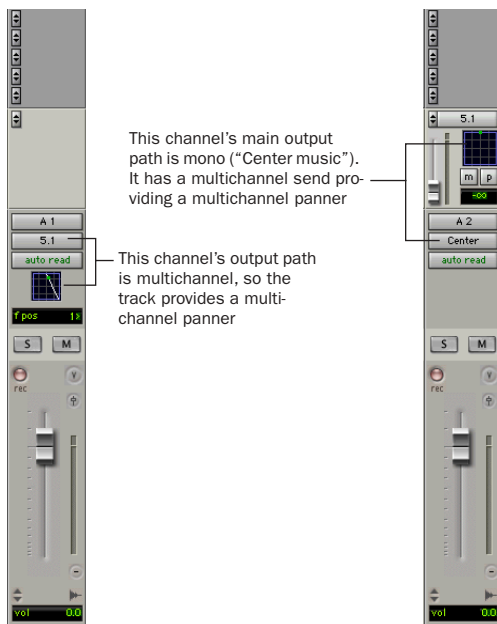 5.1
This channel's main output
path is mono ("Center music").
It has a multichannel send pro-
viding a multichannel panner
m p
-∞
A 1
5.1
auto read
This channel's output path
is multichannel, so the
track provides a multi-
channel panner
A 2
Center
auto read
f pos
S M
S M
rec
V
rec
V
vol 0.0
vol 0.0